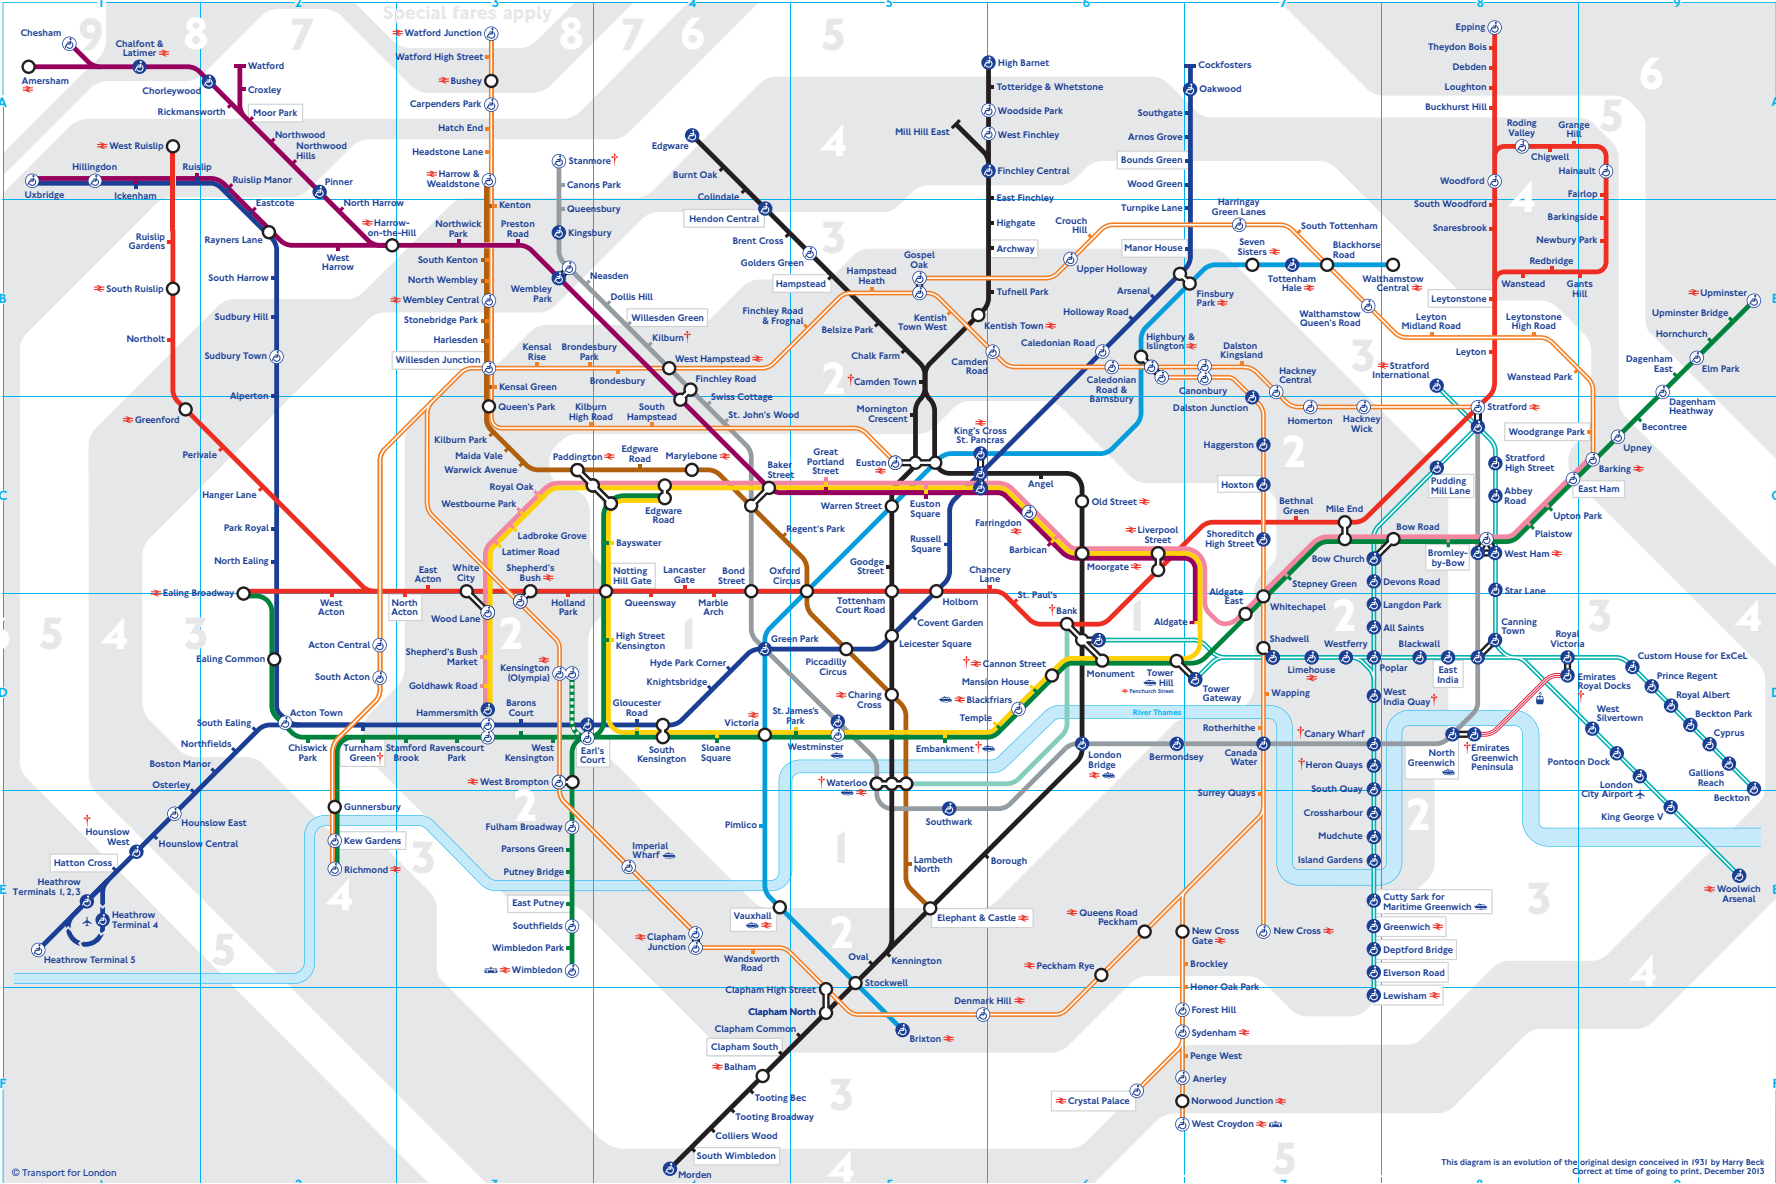 1 2 3 4 5 6 7 8 9
Special fares apply
Chesham
9
Chalfont &
Latimer
8
7
Amersham
Chorleywood
Watford
Croxley
Rickmansworth
Moor Park
Northwood
Northwood
Hills
West Ruislip
Hillingdon
Ruislip
Ruislip Manor
Pinner
Uxbridge
Ickenham
Eastcote
North Harrow
Harrow-
on-the-Hill
Ruislip
Gardens
Rayners Lane
West
Harrow
Northwick
Park
Preston
Road
South Harrow
South Ruislip
Sudbury Hill
Northolt
Sudbury Town
Alperton
Greenford
Perivale
Hanger Lane
Park Royal
North Ealing
Ealing Broadway
West
Acton
North
Acton
East
Acton
White
City
Shepherd's
Bush
Holland
Park
Notting
Hill Gate
Queensway
Lancaster
Gate
Marble
Arch
Bond
Street
Oxford
Circus
Tottenham
Court Road
Holborn
Chancery
Lane
St. Paul's
Bank
Watford Junction
Watford High Street
Bushey
Carpenders Park
Hatch End
Headstone Lane
Harrow &
Wealdstone
Kenton
South Kenton
North Wembley
Wembley Central
Stonebridge Park
Harlesden
Willesden Junction
Kensal Green
Queen's Park
Kilburn Park
Maida Vale
Warwick Avenue
Paddington
Edgware
Road
Marylebone
Baker
Street
Great
Portland
Street
Euston
Square
Royal Oak
Westbourne Park
Ladbroke Grove
Latimer Road
Wood Lane
Shepherd's Bush
Market
Goldhawk Road
Hammersmith
Edgware
Road
Bayswater
High Street
Kensington
Regent's Park
Stanmore
Canons Park
Queensbury
Kingsbury
Wembley
Park
Neasden
Dollis Hill
Willesden Green
Kilburn
West Hampstead
Finchley Road
Swiss Cottage
St. John's Wood
Kensal
Rise
Brondesbury
Park
Brondesbury
Kilburn
High Road
South
Hampstead
Edgware
Burnt Oak
Colindale
Hendon Central
Brent Cross
Golders Green
Hampstead
Hampstead
Heath
Finchley Road
& Frognal
Belsize Park
Chalk Farm
Camden Town
Mornington
Crescent
Euston
Warren Street
Goodge
Street
High Barnet
Totteridge & Whetstone
Woodside Park
West Finchley
Mill Hill East
Finchley Central
East Finchley
Highgate
Archway
Tufnell Park
Gospel
Oak
Kentish
Town West
Kentish Town
Camden
Road
King's Cross
St. Pancras
Angel
Old Street
Farringdon
Barbican
Moorgate
Liverpool
Street
Russell
Square
Cockfosters
Oakwood
Southgate
Arnos Grove
Bounds Green
Wood Green
Turnpike Lane
Manor House
Finsbury
Park
Arsenal
Holloway Road
Caledonian Road
Crouch
Hill
Upper Holloway
Harringay
Green Lanes
South Tottenham
Seven
Sisters
Tottenham
Hale
Blackhorse
Road
Walthamstow
Central
Walthamstow
Queen's Road
Leyton
Midland Road
Leytonstone
High Road
Wanstead Park
Woodgrange Park
Highbury &
Islington
Caledonian
Road &
Barnsbury
Canonbury
Dalston
Kingsland
Hackney
Central
Homerton
Hackney
Wick
Stratford
Stratford
International
Dalston Junction
Haggerston
Hoxton
Shoreditch
High Street
Bethnal
Green
Mile End
Bow Road
Bow Church
Bromley-
by-Bow
West Ham
Plaistow
Upton Park
East Ham
Barking
Upney
Becontree
Dagenham
Heathway
Dagenham
East
Elm Park
Hornchurch
Upminster Bridge
Upminster
Epping
Theydon Bois
Debden
Loughton
Buckhurst Hill
Roding
Valley
Chigwell
Grange
Hill
Hainault
Fairlop
Barkingside
Newbury Park
Gants
Hill
Redbridge
Wanstead
Woodford
South Woodford
Snaresbrook
Leytonstone
Leyton
Pudding
Mill Lane
Stratford
High Street
Abbey
Road
Star Lane
Canning
Town
Devons Road
Langdon Park
All Saints
Poplar
Blackwall
East
India
Westferry
Limehouse
Shadwell
Stepney Green
Whitechapel
Aldgate
East
Aldgate
Tower
Hill
Fenchurch Street
Tower
Gateway
Monument
Cannon Street
Mansion House
Blackfriars
Temple
Embankment
Westminster
St. James's
Park
Victoria
Sloane
Square
South
Kensington
Gloucester
Road
Earl's
Court
Kensington
(Olympia)
Barons
Court
West
Kensington
Ravenscourt
Park
Stamford
Brook
Turnham
Green
Chiswick
Park
Acton Town
South Ealing
Northfields
Boston Manor
Osterley
Hounslow East
Hounslow Central
Hounslow
West
Hatton Cross
Heathrow
Terminals 1, 2, 3
Heathrow
Terminal 4
Heathrow Terminal 5
Ealing Common
Acton Central
South Acton
Gunnersbury
Kew Gardens
Richmond
West Brompton
Fulham Broadway
Parsons Green
Putney Bridge
East Putney
Southfields
Wimbledon Park
Wimbledon
Imperial
Wharf
Clapham
Junction
Wandsworth
Road
Hyde Park Corner
Knightsbridge
Green Park
Piccadilly
Circus
Leicester Square
Covent Garden
Charing
Cross
Waterloo
Southwark
Lambeth
North
Elephant & Castle
Kennington
Borough
London
Bridge
Bermondsey
Canada
Water
Pimlico
Vauxhall
Oval
Stockwell
Brixton
Clapham High Street
Clapham North
Clapham Common
Clapham South
Balham
Tooting Bec
Tooting Broadway
Colliers Wood
South Wimbledon
Morden
Denmark Hill
Peckham Rye
Queens Road
Peckham
Wapping
Rotherhithe
Surrey Quays
New Cross
New Cross
Gate
Brockley
Honor Oak Park
Forest Hill
Sydenham
Penge West
Anerley
Crystal Palace
Norwood Junction
West Croydon
River Thames
West
India Quay
Canary Wharf
Heron Quays
South Quay
Crossharbour
Mudchute
Island Gardens
Cutty Sark for
Maritime Greenwich
Greenwich
Deptford Bridge
Elverson Road
Lewisham
North
Greenwich
Emirates
Greenwich
Peninsula
Emirates
Royal Docks
Royal
Victoria
Custom House for ExCeL
Prince Regent
Royal Albert
Beckton Park
Cyprus
Gallions
Reach
Beckton
West
Silvertown
Pontoon Dock
London
City Airport
King George V
Woolwich
Arsenal
© Transport for London
This diagram is an evolution of the original design conceived in 1931 by Harry Beck
Correct at time of going to print, December 2013